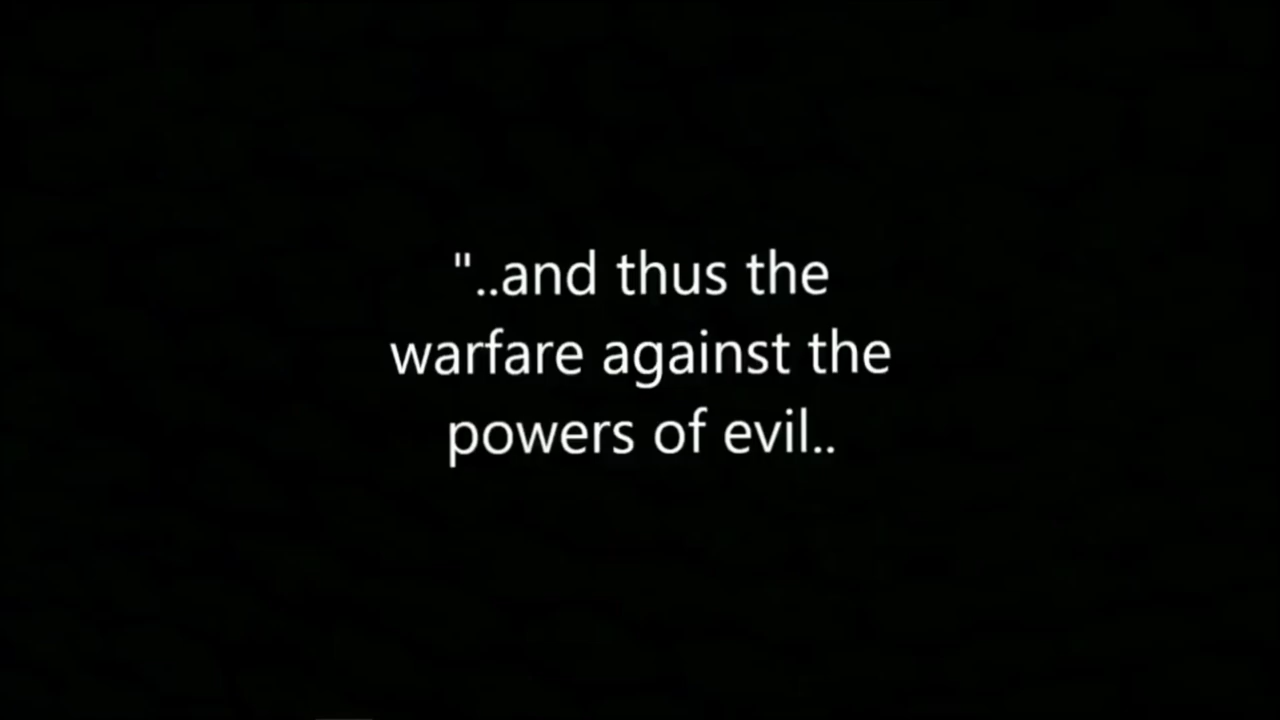 "..and thus the
warfare against the
powers of evil..